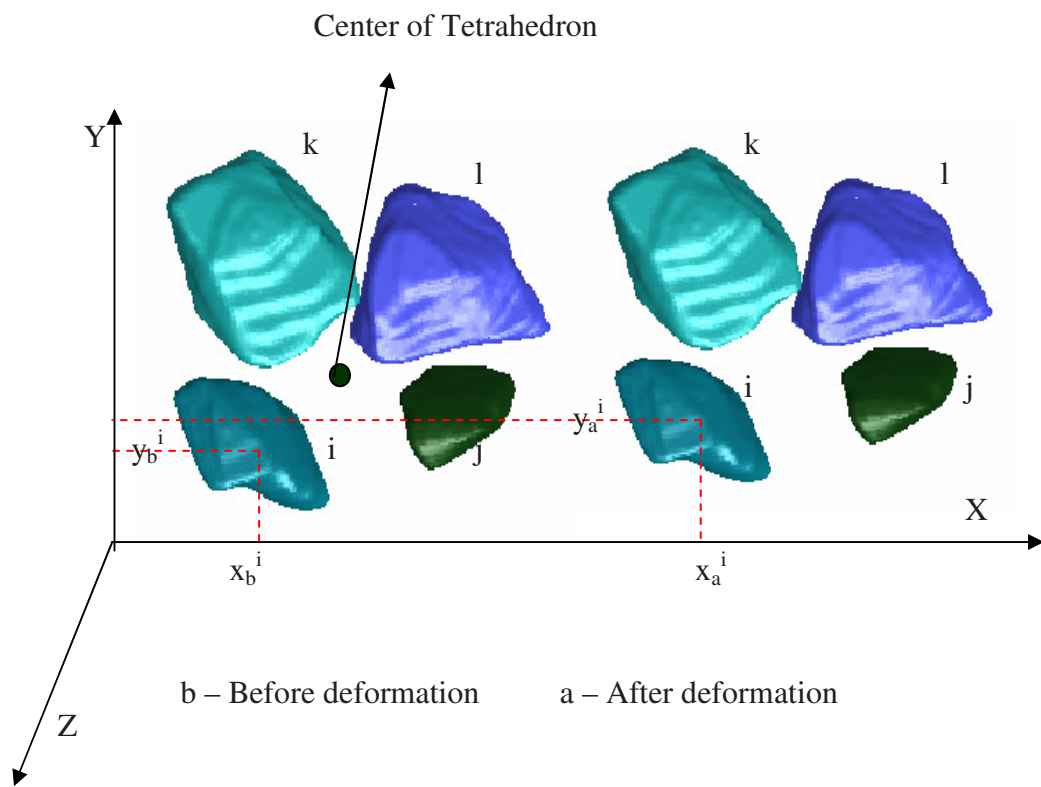 Center of Tetrahedron
Y
k
l
k
l
i
j
y_b^i
i
j
y_a^i
X
x_b^i
x_a^i
b – Before deformation
a – After deformation
Z